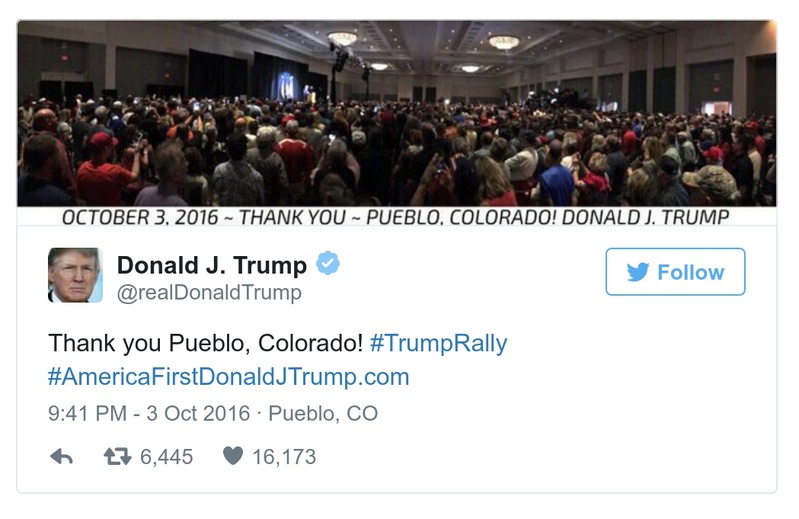 OCTOBER 3, 2016 ~ THANK YOU ~ PUEBLO, COLORADO! DONALD J. TRUMP
Donald J. Trump
@realDonaldTrump
Follow
Thank you Pueblo, Colorado! #TrumpRally
#AmericaFirstDonaldJTrump.com
9:41 PM - 3 Oct 2016 · Pueblo, CO
6,445 16,173